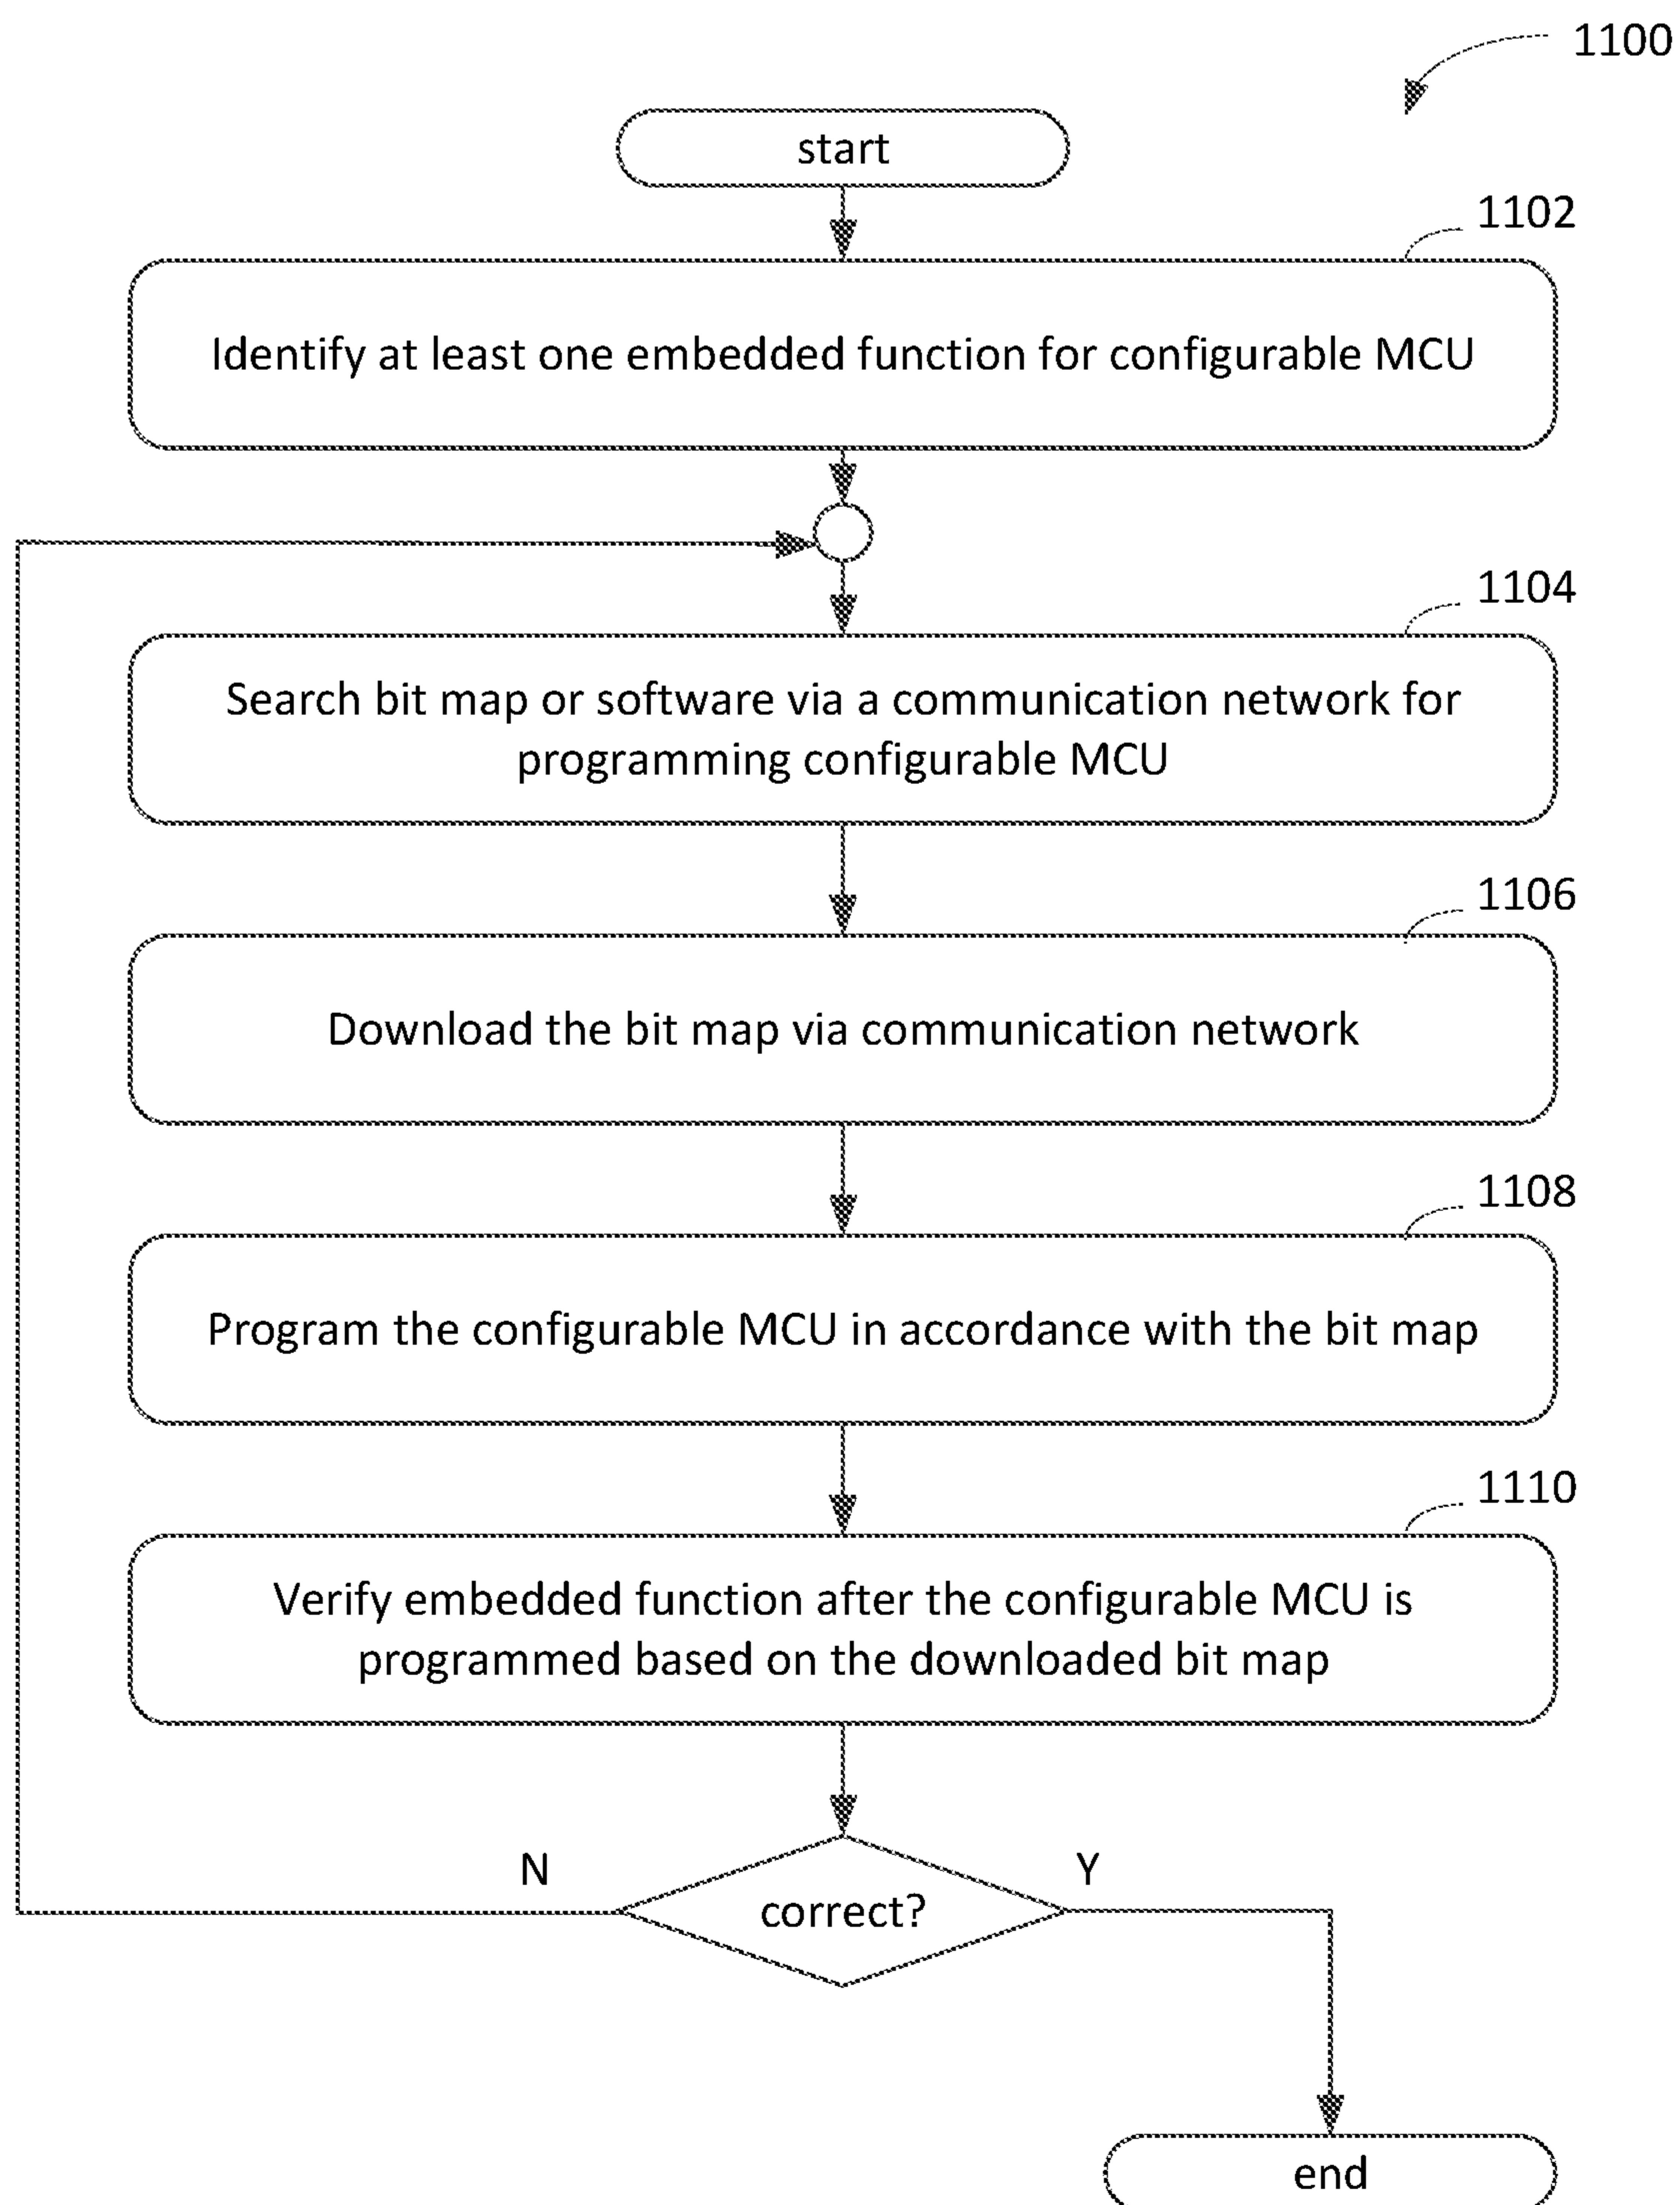 1100
start
1102
Identify at least one embedded function for configurable MCU
1104
Search bit map or software via a communication network for
programming configurable MCU
1106
Download the bit map via communication network
1108
Program the configurable MCU in accordance with the bit map
1110
Verify embedded function after the configurable MCU is
programmed based on the downloaded bit map
N
Y
correct?
end